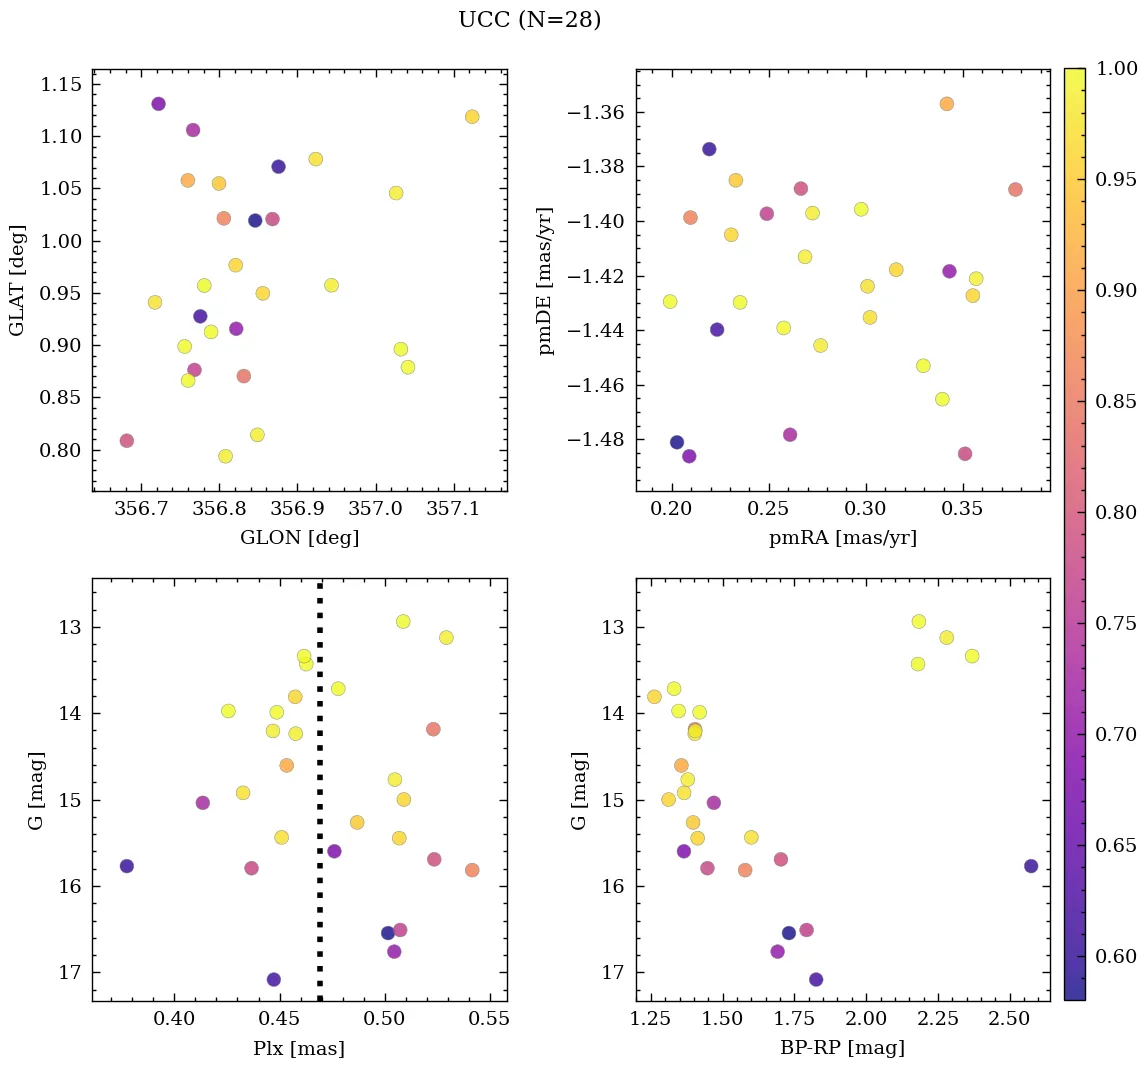 UCC (N=28)
1.15
1.10
1.05
1.00
0.95
0.90
0.85
0.80
GLAT [deg]
356.7 356.8 356.9 357.0 357.1
GLON [deg]
−1.36
−1.38
−1.40
−1.42
−1.44
−1.46
−1.48
pmDE [mas/yr]
0.20 0.25 0.30 0.35
pmRA [mas/yr]
13
14
15
16
17
G [mag]
0.40 0.45 0.50 0.55
Plx [mas]
13
14
15
16
17
G [mag]
1.25 1.50 1.75 2.00 2.25 2.50
BP-RP [mag]
1.00
0.95
0.90
0.85
0.80
0.75
0.70
0.65
0.60